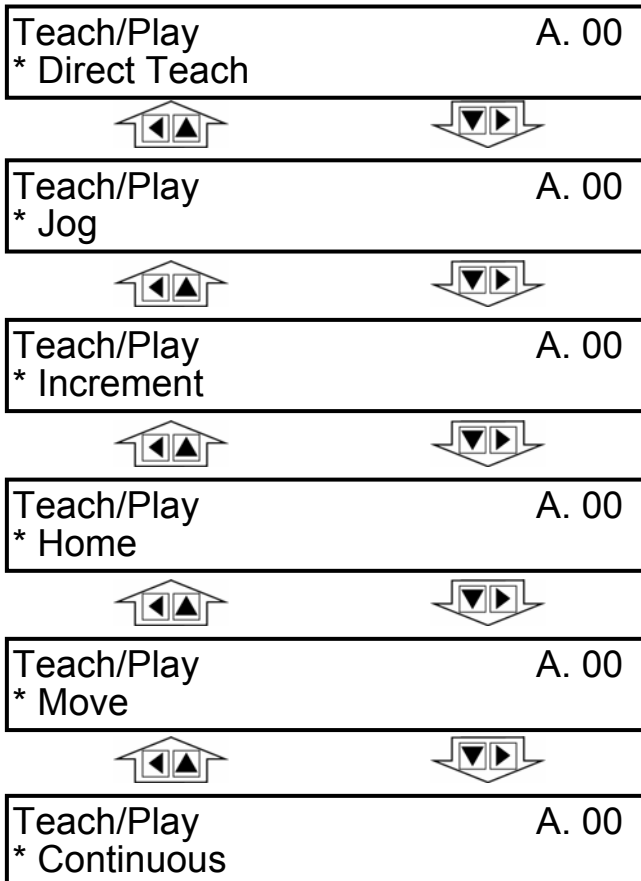 Teach/Play A. 00
* Direct Teach
Teach/Play A. 00
* Jog
Teach/Play A. 00
* Increment
Teach/Play A. 00
* Home
Teach/Play A. 00
* Move
Teach/Play A. 00
* Continuous